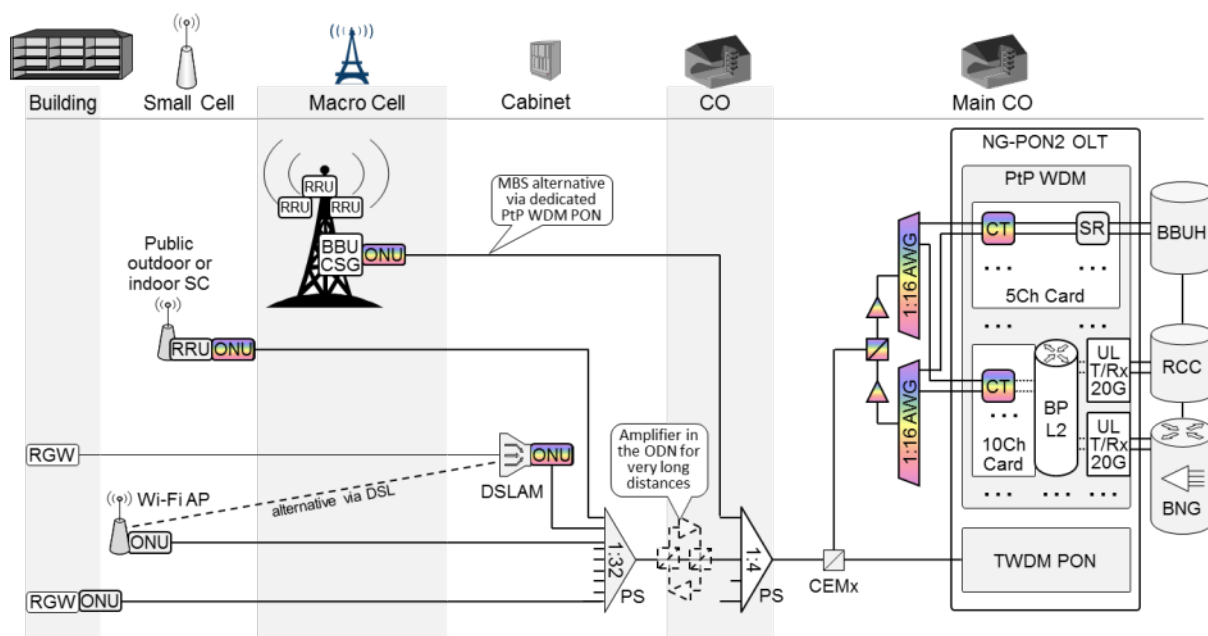 Building
Small Cell
Macro Cell
Cabinet
CO
Main CO
NG-PON2 OLT
PtP WDM
RRU
RRU
RRU
MBS alternative
via dedicated
PtP WDM PON
BBU
CSG
ONU
Public
outdoor or
indoor SC
RRU
ONU
1:16 AWG
CT
SR
5Ch Card
BBUH
1:16 AWG
CT
10Ch
Card
BP
L2
UL
T/Rx
20G
UL
T/Rx
20G
RCC
BNG
RGW
ONU
DSLAM
Amplifier in
the ODN for
very long
distances
Wi-Fi AP
alternative via DSL
ONU
1:32
PS
1:4
PS
CEMx
TWDM PON
RGW
ONU